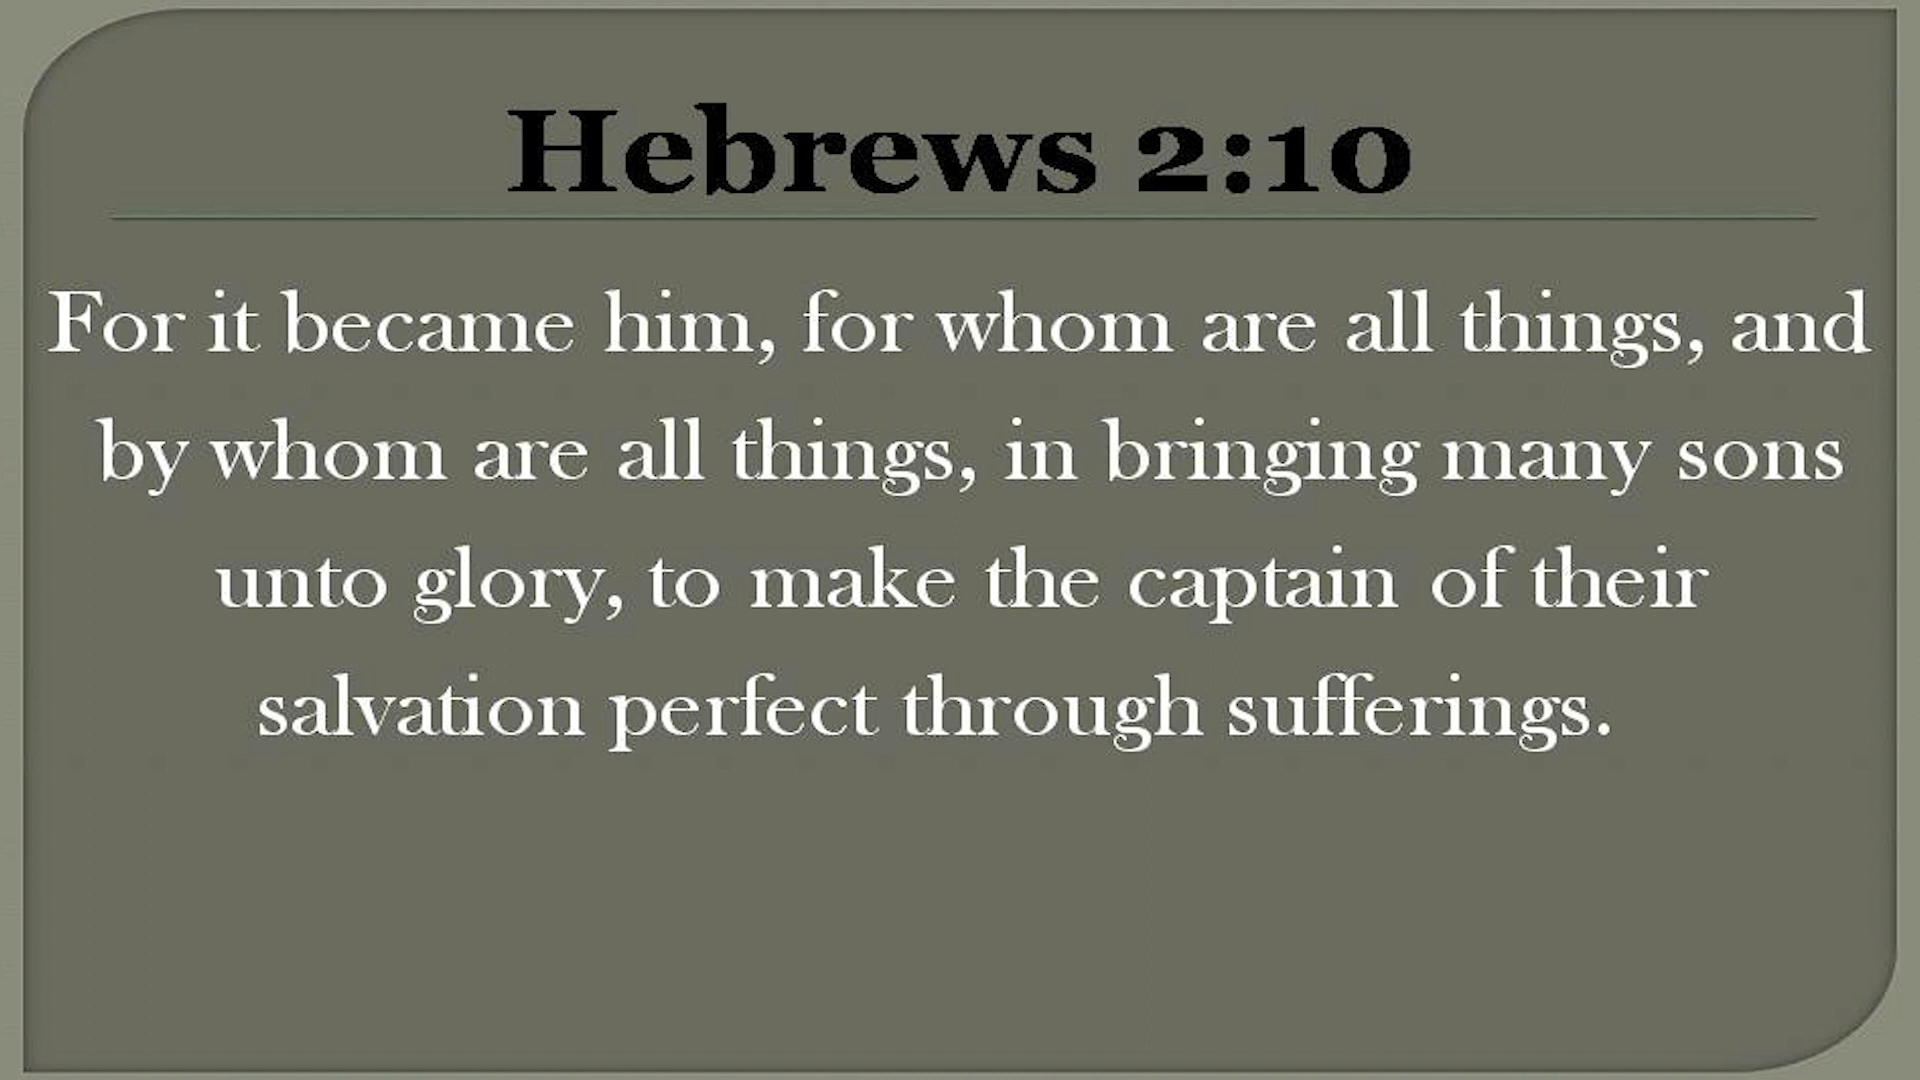 Hebrews 2:10
For it became him, for whom are all things, and
by whom are all things, in bringing many sons
unto glory, to make the captain of their
salvation perfect through sufferings.